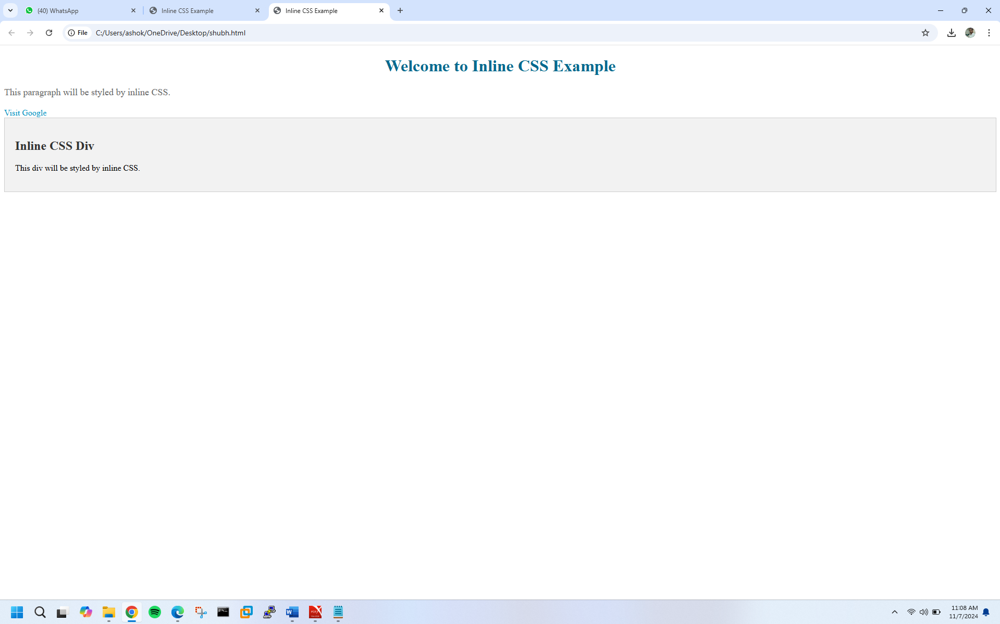 (40) WhatsApp
Inline CSS Example
Inline CSS Example
File
C:/Users/ashok/OneDrive/Desktop/shubh.html
Welcome to Inline CSS Example
This paragraph will be styled by inline CSS.
Visit Google
Inline CSS Div
This div will be styled by inline CSS.
11:08 AM
11/7/2024